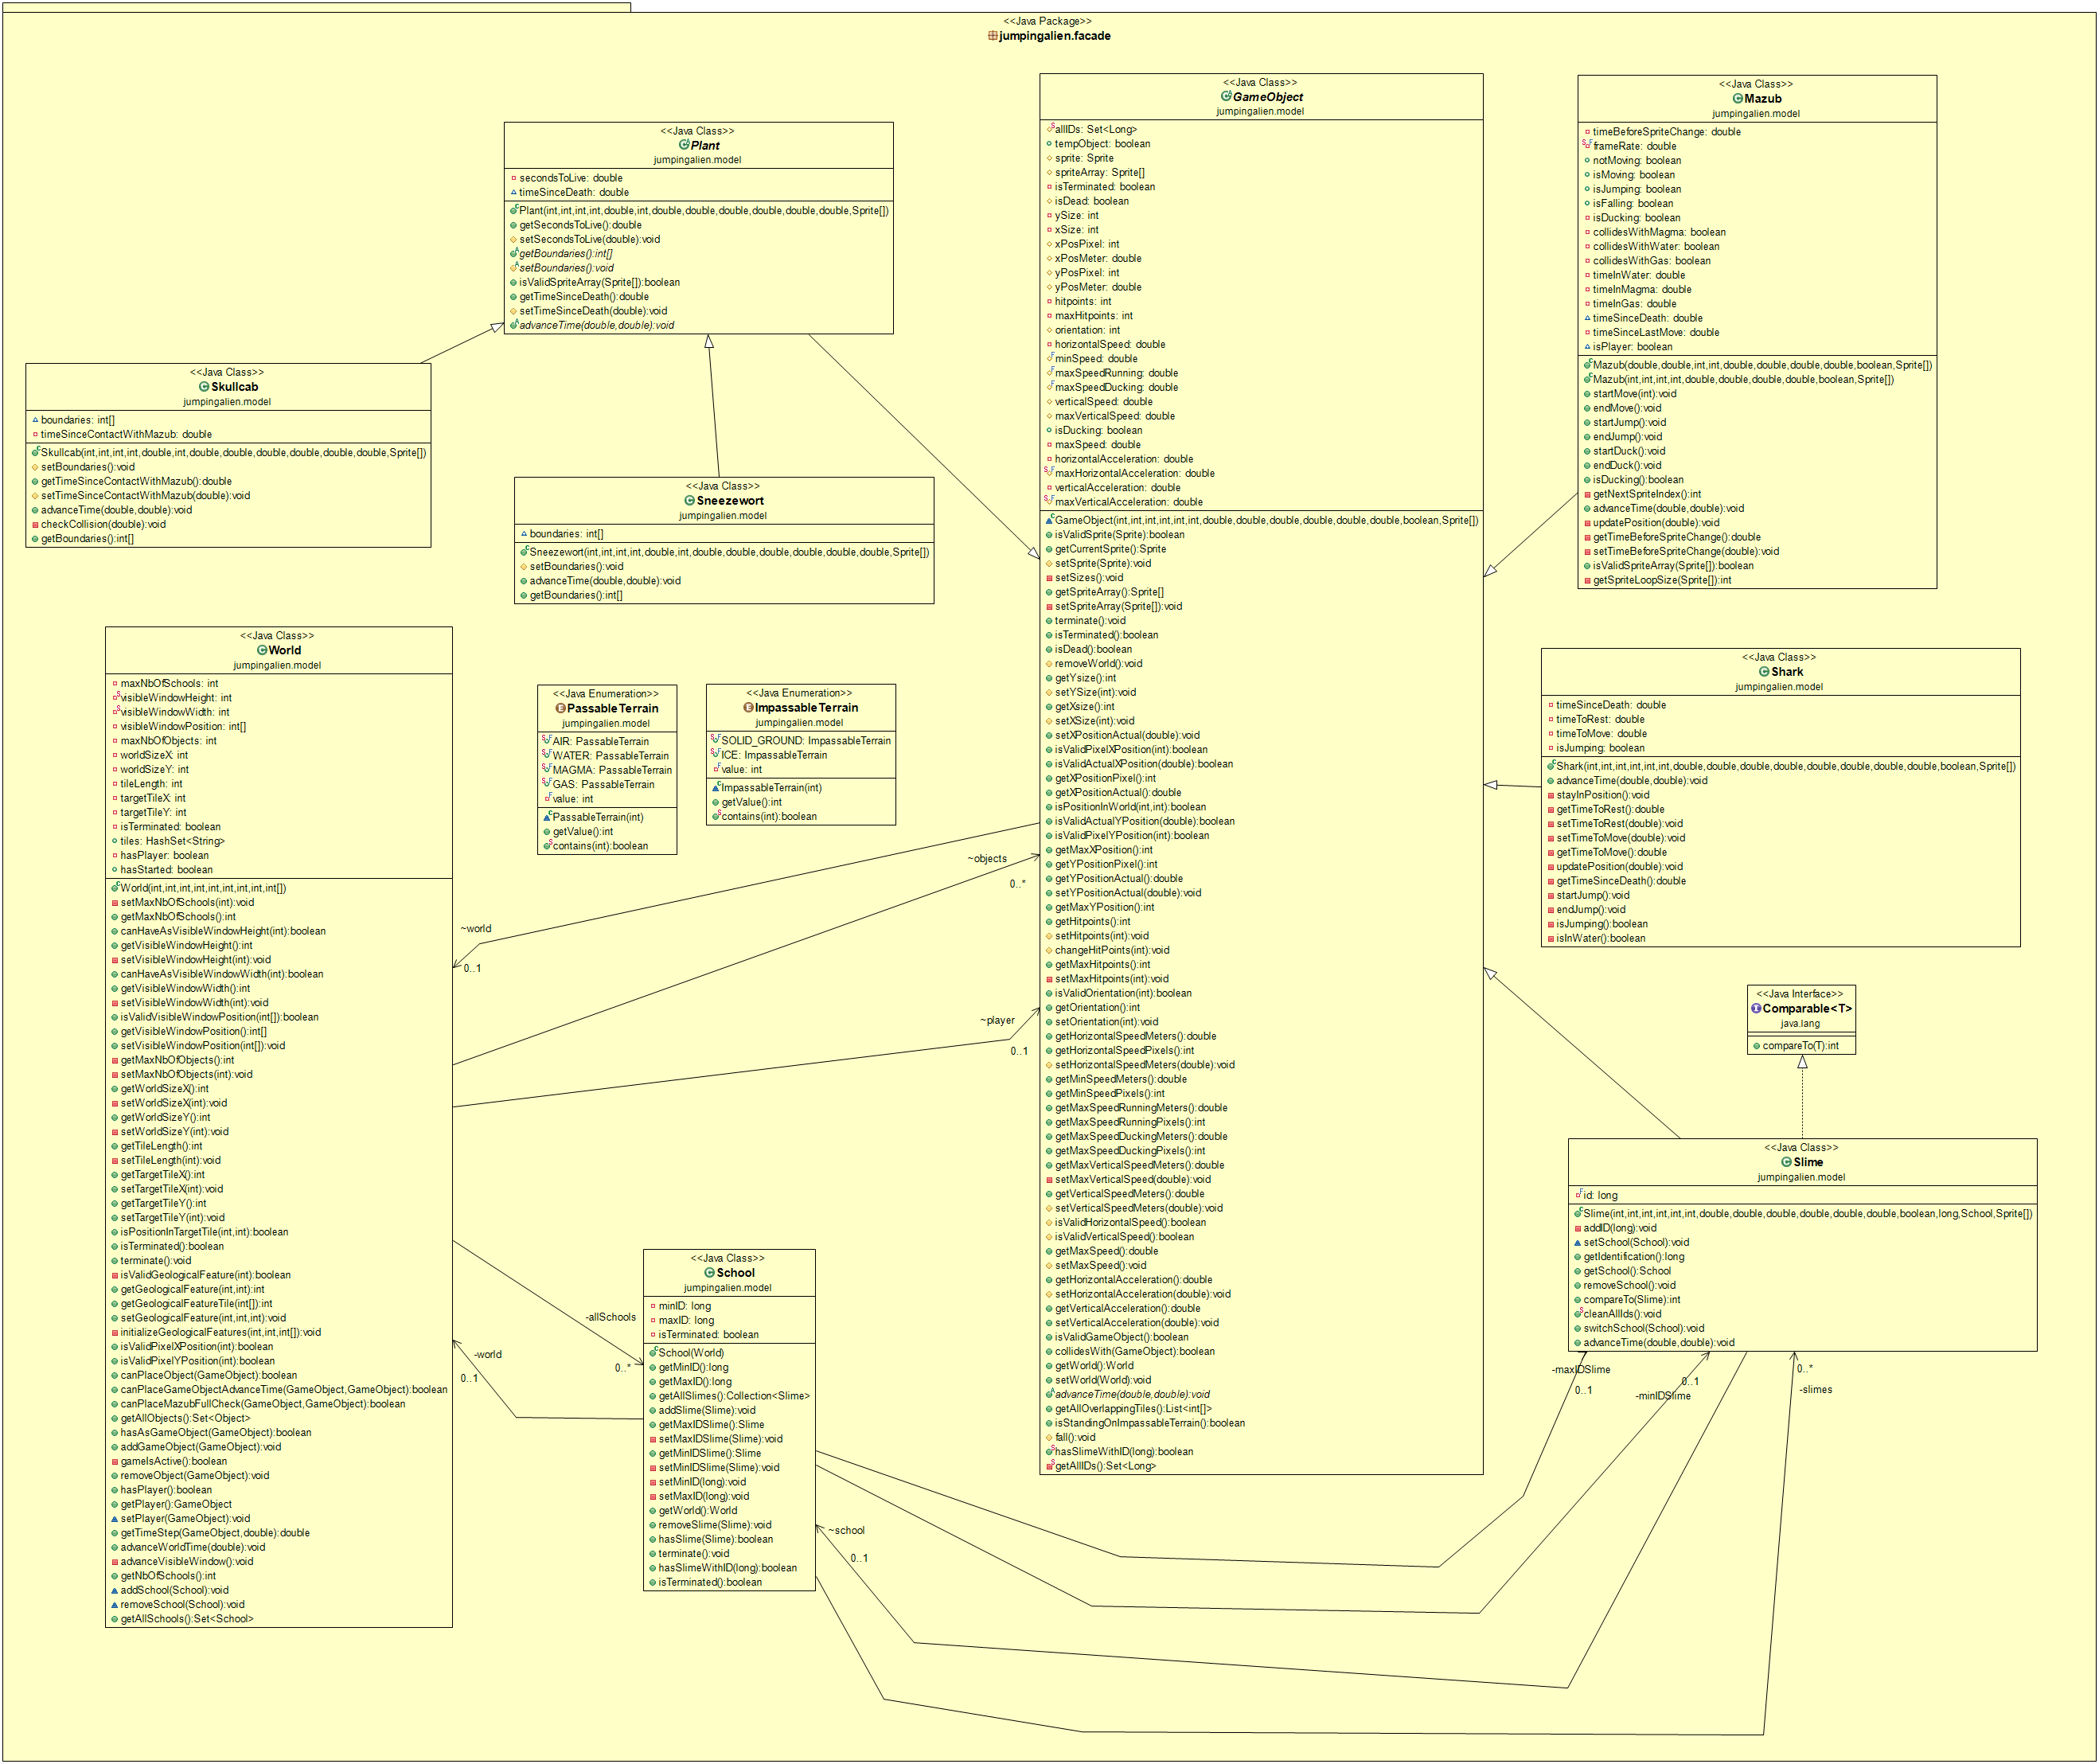 <<Java Package>>
jumpingalien.facade
<<Java Class>>
Plant
jumpingalien.model
secondsToLive: double
timeSinceDeath: double
Plant(int,int,int,int,double,int,double,double,double,double,double,double,Sprite[])
getSecondsToLive():double
setSecondsToLive(double):void
getBoundaries():int[]
setBoundaries():void
isValidSpriteArray(Sprite[]):boolean
getTimeSinceDeath():double
setTimeSinceDeath(double):void
advanceTime(double,double):void
<<Java Class>>
Skullcab
jumpingalien.model
boundaries: int[]
timeSinceContactWithMazub: double
Skullcab(int,int,int,int,double,int,double,double,double,double,double,double,Sprite[])
setBoundaries():void
getTimeSinceContactWithMazub():double
setTimeSinceContactWithMazub(double):void
advanceTime(double,double):void
checkCollision(double):void
getBoundaries():int[]
<<Java Class>>
Sneezewort
jumpingalien.model
boundaries: int[]
Sneezewort(int,int,int,int,double,int,double,double,double,double,double,double,Sprite[])
setBoundaries():void
advanceTime(double,double):void
getBoundaries():int[]
<<Java Class>>
GameObject
jumpingalien.model
allIDs: Set<Long>
tempObject: boolean
sprite: Sprite
spriteArray: Sprite[]
isTerminated: boolean
isDead: boolean
ySize: int
xSize: int
xPosPixel: int
xPosMeter: double
yPosPixel: int
yPosMeter: double
hitpoints: int
maxHitpoints: int
orientation: int
horizontalSpeed: double
minSpeed: double
maxSpeedRunning: double
maxSpeedDucking: double
verticalSpeed: double
maxVerticalSpeed: double
isDucking: boolean
maxSpeed: double
horizontalAcceleration: double
maxHorizontalAcceleration: double
verticalAcceleration: double
maxVerticalAcceleration: double
GameObject(int,int,int,int,int,int,double,double,double,double,double,double,boolean,Sprite[])
isValidSprite(Sprite):boolean
getCurrentSprite():Sprite
setSprite(Sprite):void
setSizes():void
getSpriteArray():Sprite[]
setSpriteArray(Sprite[]):void
terminate():void
isTerminated():boolean
isDead():boolean
removeWorld():void
getYsize():int
setYSize(int):void
getXsize():int
setXSize(int):void
setXPositionActual(double):void
isValidPixelXPosition(int):boolean
isValidActualXPosition(double):boolean
getXPositionPixel():int
getXPositionActual():double
isPositionInWorld(int,int):boolean
isValidActualYPosition(double):boolean
isValidPixelYPosition(int):boolean
getMaxXPosition():int
getYPositionPixel():int
getYPositionActual():double
setYPositionActual(double):void
getMaxYPosition():int
getHitpoints():int
setHitpoints(int):void
changeHitPoints(int):void
getMaxHitpoints():int
setMaxHitpoints(int):void
isValidOrientation(int):boolean
getOrientation():int
setOrientation(int):void
getHorizontalSpeedMeters():double
getHorizontalSpeedPixels():int
setHorizontalSpeedMeters(double):void
getMinSpeedMeters():double
getMinSpeedPixels():int
getMaxSpeedRunningMeters():double
getMaxSpeedRunningPixels():int
getMaxSpeedDuckingMeters():double
getMaxSpeedDuckingPixels():int
getMaxVerticalSpeedMeters():double
setMaxVerticalSpeed(double):void
getVerticalSpeedMeters():double
setVerticalSpeedMeters(double):void
isValidHorizontalSpeed():boolean
isValidVerticalSpeed():boolean
getMaxSpeed():double
setMaxSpeed():void
getHorizontalAcceleration():double
setHorizontalAcceleration(double):void
getVerticalAcceleration():double
setVerticalAcceleration(double):void
isValidGameObject():boolean
collidesWith(GameObject):boolean
getWorld():World
setWorld(World):void
advanceTime(double,double):void
getAllOverlappingTiles():List<int[]>
isStandingOnImpassableTerrain():boolean
fall():void
hasSlimeWithID(long):boolean
getAllIDs():Set<Long>
<<Java Class>>
Mazub
jumpingalien.model
timeBeforeSpriteChange: double
frameRate: double
notMoving: boolean
isMoving: boolean
isJumping: boolean
isFalling: boolean
isDucking: boolean
collidesWithMagma: boolean
collidesWithWater: boolean
collidesWithGas: boolean
timeInWater: double
timeInMagma: double
timeInGas: double
timeSinceDeath: double
timeSinceLastMove: double
isPlayer: boolean
Mazub(double,double,int,int,double,double,double,double,boolean,Sprite[])
Mazub(int,int,int,int,double,double,double,double,boolean,Sprite[])
startMove(int):void
endMove():void
startJump():void
endJump():void
startDuck():void
endDuck():void
isDucking():boolean
getNextSpriteIndex():int
advanceTime(double,double):void
updatePosition(double):void
getTimeBeforeSpriteChange():double
setTimeBeforeSpriteChange(double):void
isValidSpriteArray(Sprite[]):boolean
getSpriteLoopSize(Sprite[]):int
<<Java Class>>
World
jumpingalien.model
maxNbOfSchools: int
visibleWindowHeight: int
visibleWindowWidth: int
visibleWindowPosition: int[]
maxNbOfObjects: int
worldSizeX: int
worldSizeY: int
tileLength: int
targetTileX: int
targetTileY: int
isTerminated: boolean
tiles: HashSet<String>
hasPlayer: boolean
hasStarted: boolean
World(int,int,int,int,int,int,int,int,int[])
setMaxNbOfSchools(int):void
getMaxNbOfSchools():int
canHaveAsVisibleWindowHeight(int):boolean
getVisibleWindowHeight():int
setVisibleWindowHeight(int):void
canHaveAsVisibleWindowWidth(int):boolean
getVisibleWindowWidth():int
setVisibleWindowWidth(int):void
isValidVisibleWindowPosition(int[]):boolean
getVisibleWindowPosition():int[]
setVisibleWindowPosition(int[]):void
getMaxNbOfObjects():int
setMaxNbOfObjects(int):void
getWorldSizeX():int
setWorldSizeX(int):void
getWorldSizeY():int
setWorldSizeY(int):void
getTileLength():int
setTileLength(int):void
getTargetTileX():int
setTargetTileX(int):void
getTargetTileY():int
setTargetTileY(int):void
isPositionInTargetTile(int,int):boolean
isTerminated():boolean
terminate():void
isValidGeologicalFeature(int):boolean
getGeologicalFeature(int,int):int
getGeologicalFeatureTile(int[]):int
setGeologicalFeature(int,int,int):void
initializeGeologicalFeatures(int,int,int[]):void
isValidPixelXPosition(int):boolean
isValidPixelYPosition(int):boolean
canPlaceObject(GameObject):boolean
canPlaceGameObjectAdvanceTime(GameObject,GameObject):boolean
canPlaceMazubFullCheck(GameObject,GameObject):boolean
getAllObjects():Set<Object>
hasAsGameObject(GameObject):boolean
addGameObject(GameObject):void
gameIsActive():boolean
removeObject(GameObject):void
hasPlayer():boolean
getPlayer():GameObject
setPlayer(GameObject):void
getTimeStep(GameObject,double):double
advanceWorldTime(double):void
advanceVisibleWindow():void
getNbOfSchools():int
addSchool(School):void
removeSchool(School):void
getAllSchools():Set<School>
<<Java Enumeration>>
PassableTerrain
jumpingalien.model
AIR: PassableTerrain
WATER: PassableTerrain
MAGMA: PassableTerrain
GAS: PassableTerrain
value: int
PassableTerrain(int)
getValue():int
contains(int):boolean
<<Java Enumeration>>
ImpassableTerrain
jumpingalien.model
SOLID_GROUND: ImpassableTerrain
ICE: ImpassableTerrain
value: int
ImpassableTerrain(int)
getValue():int
contains(int):boolean
<<Java Class>>
Shark
jumpingalien.model
timeSinceDeath: double
timeToRest: double
timeToMove: double
isJumping: boolean
Shark(int,int,int,int,int,int,double,double,double,double,double,double,double,double,boolean,Sprite[])
advanceTime(double,double):void
stayInPosition():void
getTimeToRest():double
setTimeToRest(double):void
setTimeToMove(double):void
getTimeToMove():double
updatePosition(double):void
getTimeSinceDeath():double
startJump():void
endJump():void
isJumping():boolean
isInWater():boolean
<<Java Interface>>
Comparable<T>
java.lang
compareTo(T):int
<<Java Class>>
Slime
jumpingalien.model
id: long
Slime(int,int,int,int,int,int,double,double,double,double,double,double,boolean,long,School,Sprite[])
addID(long):void
setSchool(School):void
getIdentification():long
getSchool():School
removeSchool():void
compareTo(Slime):int
cleanAllIds():void
switchSchool(School):void
advanceTime(double,double):void
<<Java Class>>
School
jumpingalien.model
minID: long
maxID: long
isTerminated: boolean
School(World)
getMinID():long
getMaxID():long
getAllSlimes():Collection<Slime>
addSlime(Slime):void
getMaxIDSlime():Slime
setMaxIDSlime(Slime):void
getMinIDSlime():Slime
setMinIDSlime(Slime):void
setMinID(long):void
setMaxID(long):void
getWorld():World
removeSlime(Slime):void
hasSlime(Slime):boolean
terminate():void
hasSlimeWithID(long):boolean
isTerminated():boolean
~objects
0..*
~world
0..1
~player
0..1
-allSchools
0..*
-world
0..1
-maxIDSlime
0..1
-minIDSlime
0..1
0..*
-slimes
~school
0..1